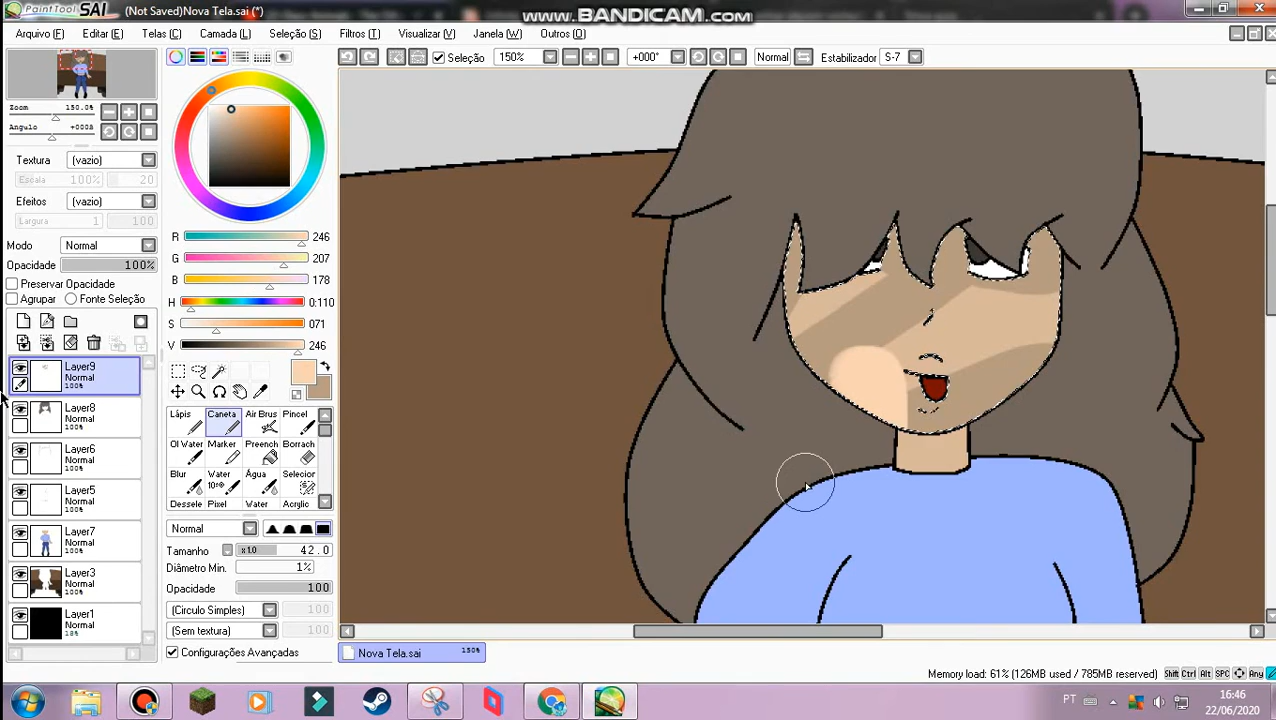 PaintTool SAI (Not Saved)Nova Tela.sai (*)
www.BANDICAM.com
Arquivo (F) Editar (E) Telas (C) Camada (L) Seleção (S) Filtros (T) Visualizar (V) Janela (W) Outros (O)
Seleção 150% +000° Normal Estabilizador S-7
Zoom 150.0%
Angulo +000ß
Textura (vazio)
Escala 100% 20
Efeitos (vazio)
Largura 1 100
Modo Normal
Opacidade 100%
Preservar Opacidade
Agrupar Fonte Seleção
Layer9
Normal
100%
Layer8
Normal
100%
Layer6
Normal
100%
Layer5
Normal
100%
Layer7
Normal
100%
Layer3
Normal
100%
Layer1
Normal
18%
R 246
G 207
B 178
H 0:110
S 071
V 246
Lápis Caneta Air Brus Pincel
Ol Water Marker Preench Borrach
Blur Water Água Selecior
Dessele Pixel Water Acrylic
Normal
Tamanho x1.0 42.0
Diâmetro Min. 1%
Opacidade 100
(Circulo Simples) 100
(Sem textura) 100
Configurações Avançadas
Nova Tela.sai 150%
Memory load: 61% (126MB used / 785MB reserved) Shift Ctrl Alt SPC Any
PT
16:46
22/06/2020